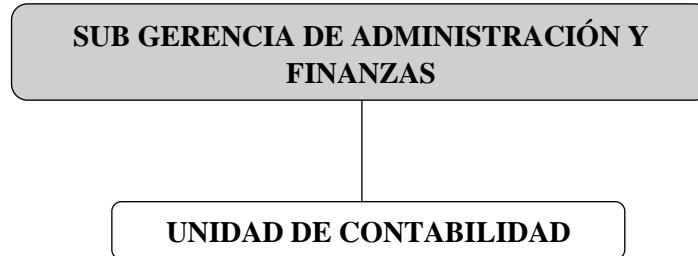 SUB GERENCIA DE ADMINISTRACIÓN Y
FINANZAS
UNIDAD DE CONTABILIDAD